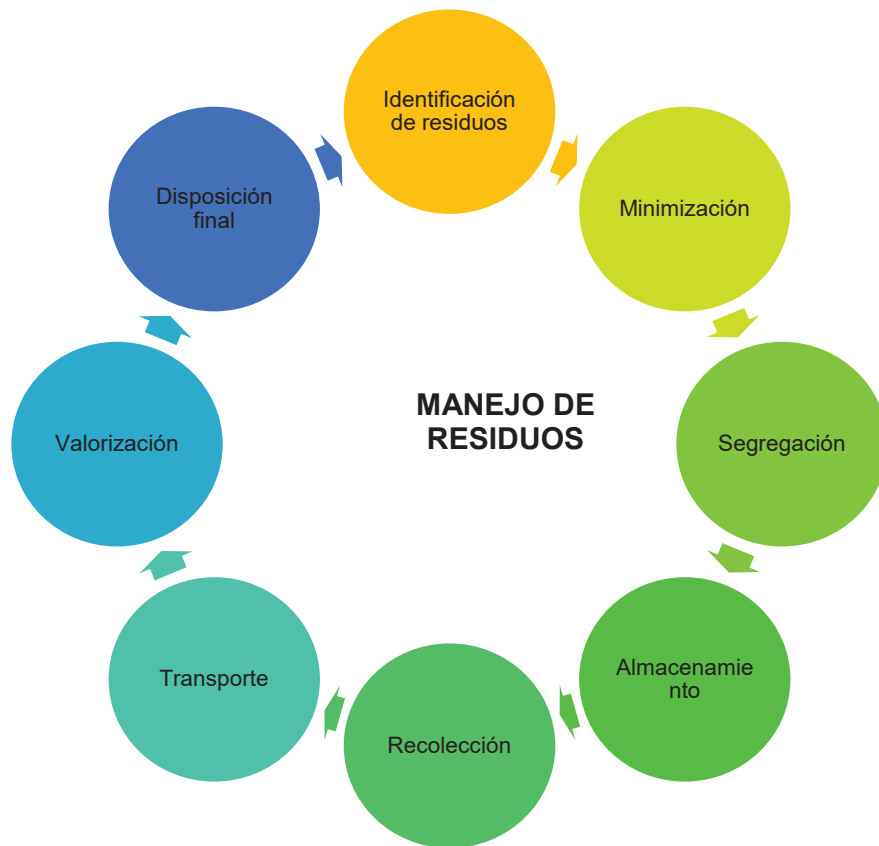 Identificación
de residuos
Minimización
Segregación
Almacenamie
nto
Recolección
Transporte
Valorización
Disposición
final
MANEJO DE
RESIDUOS